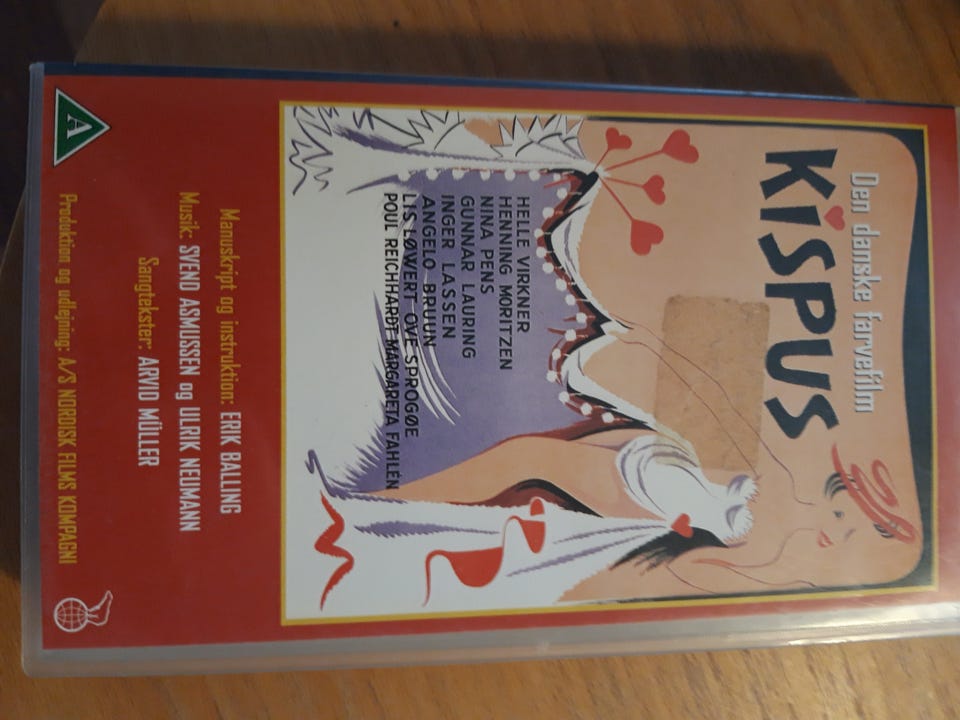 Den danske farvefilm
KiSPUS
HELLE VIRKNER
HENNING MORITZEN
NINA PENS
GUNNAR LAURING
INGER LASSEN
ANGELO BRUUN
LIS LØWERT OVE SPROGØE
POUL REICHHARDT MARGARETA FAHLÉN
Manuskript og instruktion: ERIK BALLING
Musik: SVEND ASMUSSEN og ULRIK NEUMANN
Sangtekster: ARVID MÜLLER
Produktion og udlejning: A/S NORDISK FILMS KOMPAGNI
A